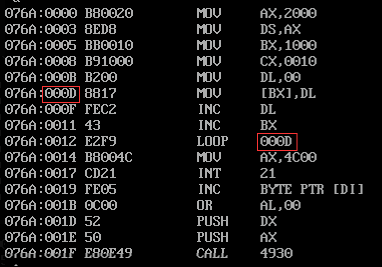 076A:0000 B80020 MOV AX,2000
076A:0003 8ED8 MOV DS,AX
076A:0005 BB0010 MOV BX,1000
076A:0008 B91000 MOV CX,0010
076A:000B B200 MOV DL,00
076A:000D 8817 MOV [BX],DL
076A:000F FEC2 INC DL
076A:0011 43 INC BX
076A:0012 E2F9 LOOP 000D
076A:0014 B8004C MOV AX,4C00
076A:0017 CD21 INT 21
076A:0019 FE05 INC BYTE PTR [DI]
076A:001B 0C00 OR AL,00
076A:001D 52 PUSH DX
076A:001E 50 PUSH AX
076A:001F E80E49 CALL 4930